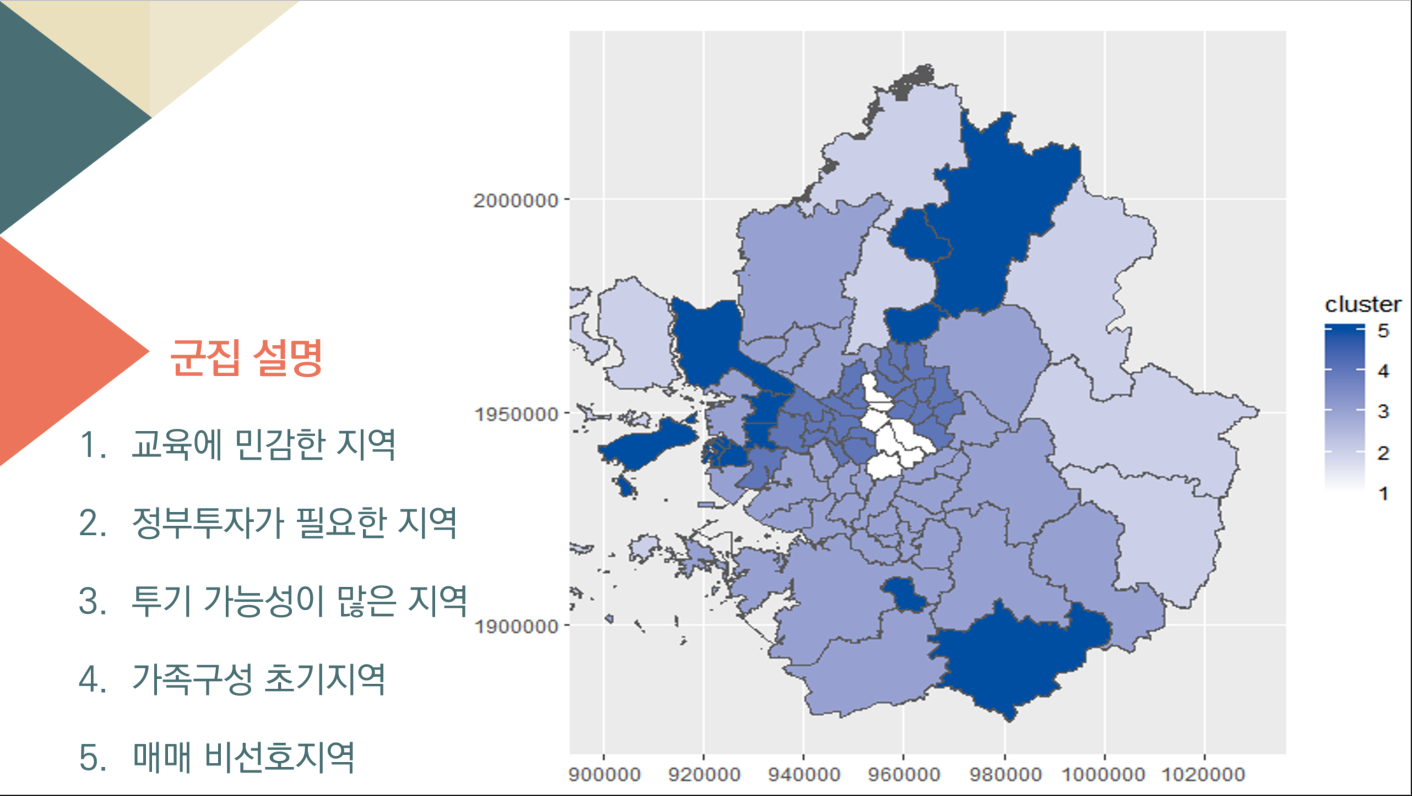 군집 설명
1. 교육에 민감한 지역
2. 정부투자가 필요한 지역
3. 투기 가능성이 많은 지역
4. 가족구성 초기지역
5. 매매 비선호지역
2000000
1950000
1900000
900000 920000 940000 960000 980000 1000000 1020000
cluster
5
4
3
2
1